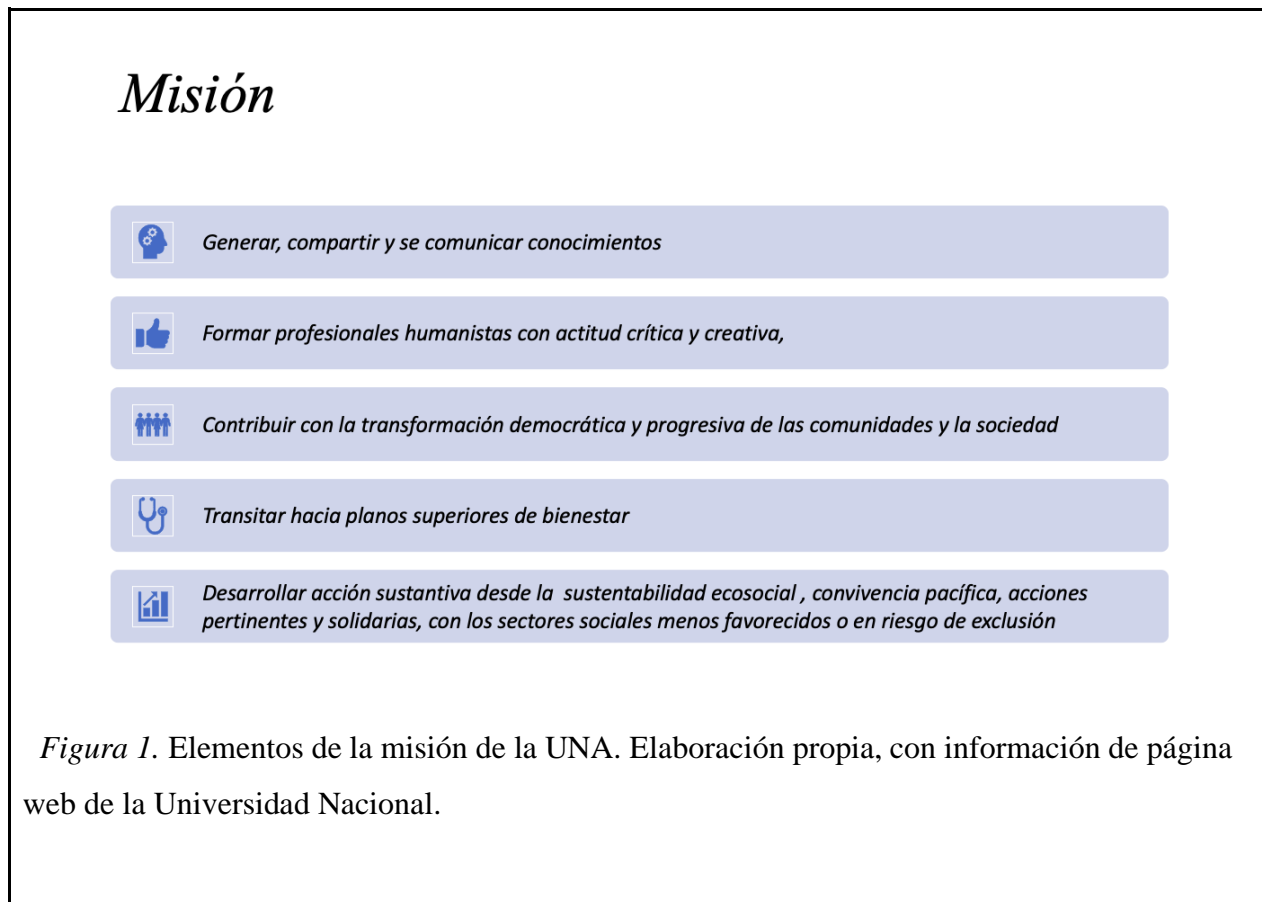 Misión
Generar, compartir y se comunicar conocimientos
Formar profesionales humanistas con actitud crítica y creativa,
Contribuir con la transformación democrática y progresiva de las comunidades y la sociedad
Transitar hacia planos superiores de bienestar
Desarrollar acción sustantiva desde la  sustentabilidad ecosocial , convivencia pacífica, acciones
pertinentes y solidarias, con los sectores sociales menos favorecidos o en riesgo de exclusión
Figura 1. Elementos de la misión de la UNA. Elaboración propia, con información de página
web de la Universidad Nacional.